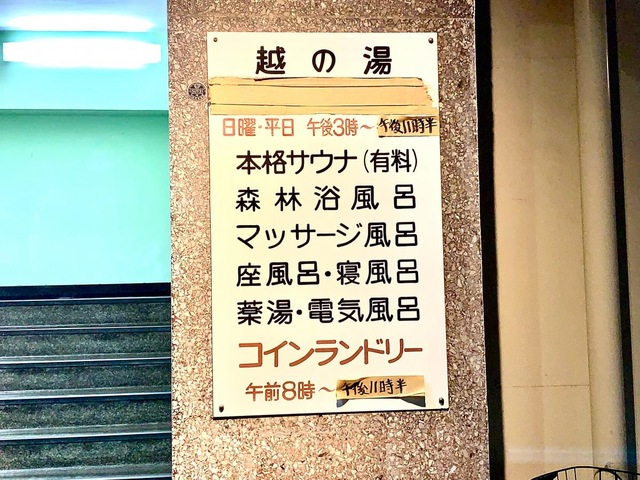 越の湯
日曜・平日 午後3時～午後11時半
本格サウナ(有料)
森林浴風呂
マッサージ風呂
座風呂・寝風呂
薬湯・電気風呂
コインランドリー
午前8時～午後11時半